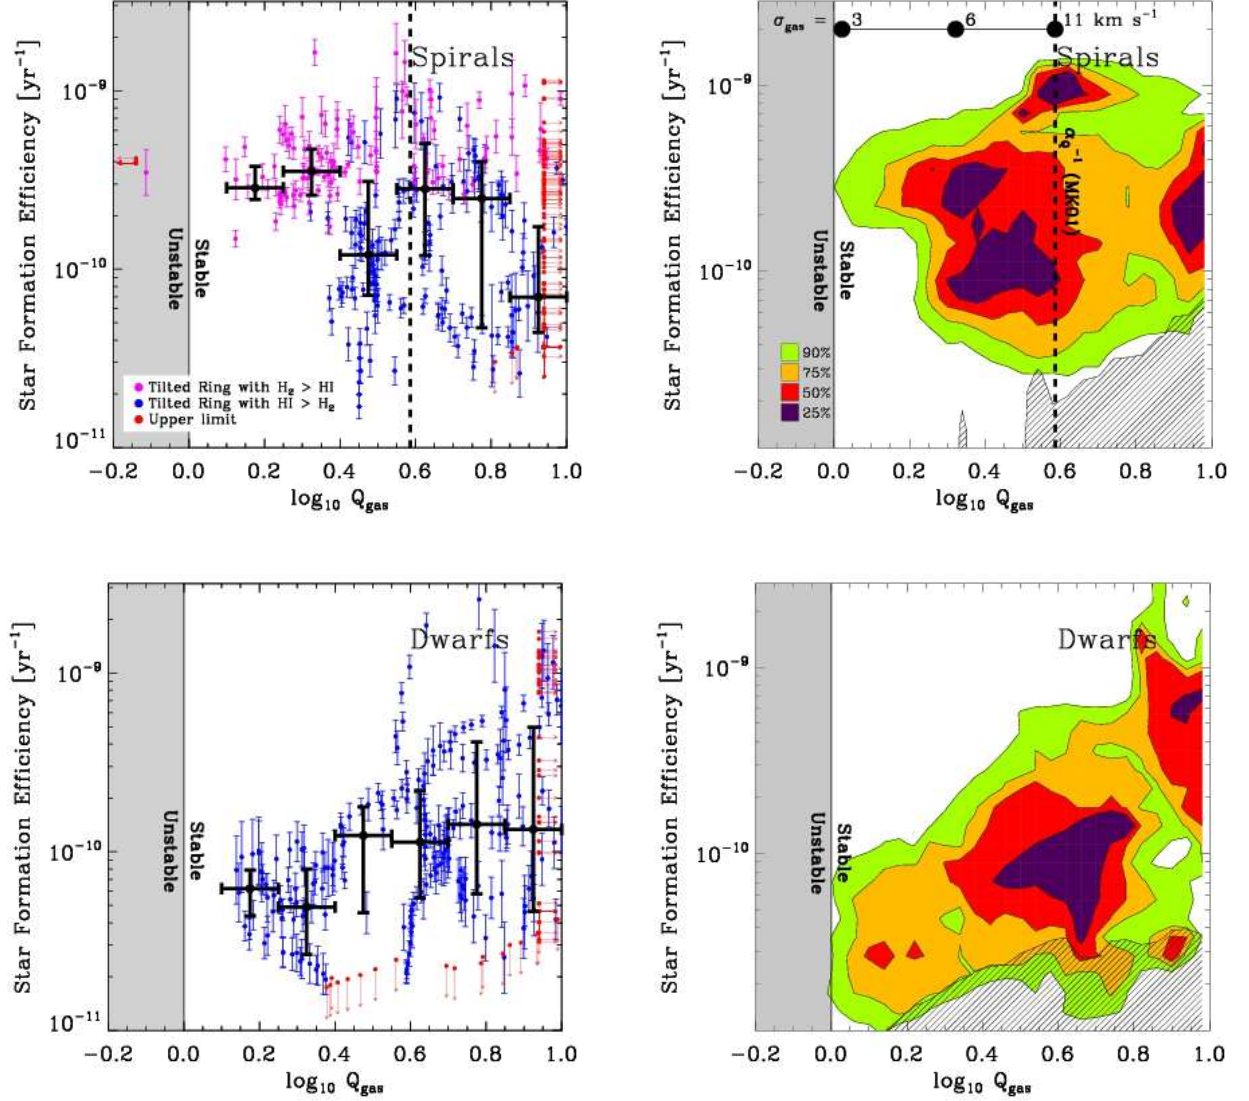 Star Formation Efficiency [yr⁻¹]
10⁻⁹
10⁻¹⁰
10⁻¹¹
Unstable
Stable
Spirals
Tilted Ring with H₂ > HI
Tilted Ring with HI > H₂
Upper limit
−0.2 0.0 0.2 0.4 0.6 0.8 1.0
log₁₀ Q_gas
σ_gas = 3 6 11 km s⁻¹
Spirals
Star Formation Efficiency [yr⁻¹]
10⁻⁹
10⁻¹⁰
Unstable
Stable
α_Q⁻¹ (MK01)
90%
75%
50%
25%
−0.2 0.0 0.2 0.4 0.6 0.8 1.0
log₁₀ Q_gas
Star Formation Efficiency [yr⁻¹]
10⁻⁹
10⁻¹⁰
10⁻¹¹
Unstable
Stable
Dwarfs
−0.2 0.0 0.2 0.4 0.6 0.8 1.0
log₁₀ Q_gas
Star Formation Efficiency [yr⁻¹]
10⁻⁹
10⁻¹⁰
Unstable
Stable
Dwarfs
−0.2 0.0 0.2 0.4 0.6 0.8 1.0
log₁₀ Q_gas